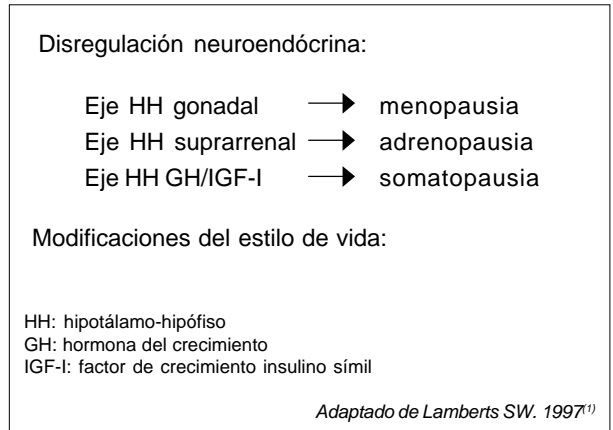 Disregulación neuroendócrina:
Eje HH gonadal → menopausia
Eje HH suprarrenal → adrenopausia
Eje HH GH/IGF-I → somatopausia
Modificaciones del estilo de vida:
HH: hipotálamo-hipófiso
GH: hormona del crecimiento
IGF-I: factor de crecimiento insulino símil
Adaptado de Lamberts SW. 1997(1)